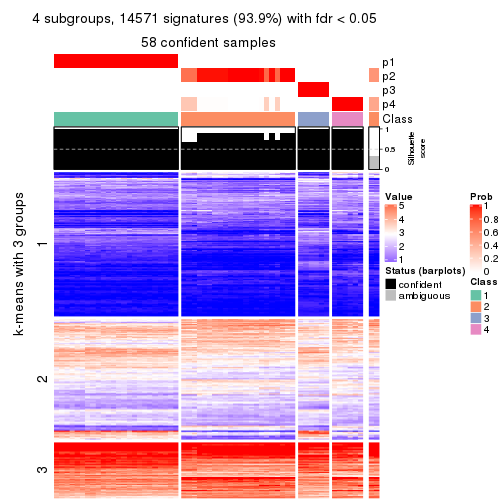 4 subgroups, 14571 signatures (93.9%) with fdr < 0.05
58 confident samples
p1
p2
p3
p4
Class
1
0.5
0
Silhouette
score
k-means with 3 groups
1
2
3
Value
5
4
3
2
1
Status (barplots)
confident
ambiguous
Prob
1
0.8
0.6
0.4
0.2
0
Class
1
2
3
4